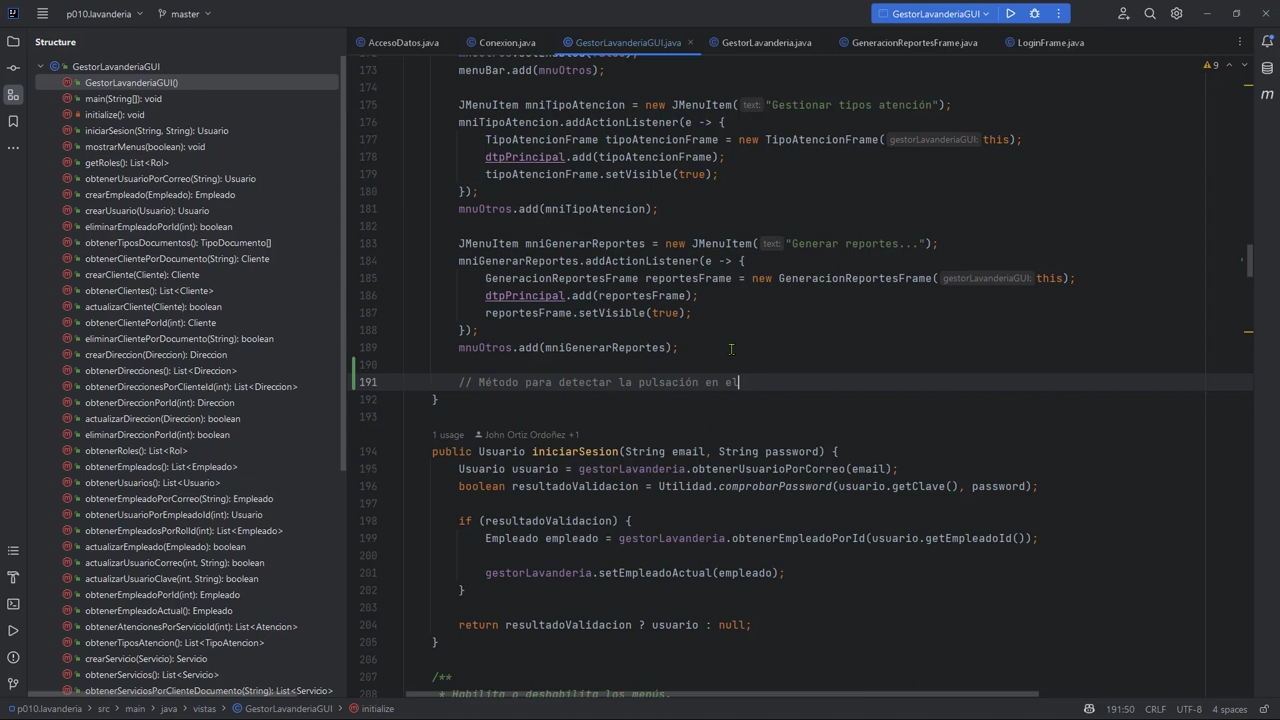 p010.lavanderia
master
GestorLavanderiaGUI
Structure
AccesoDatos.java
Conexion.java
GestorLavanderiaGUI.java
GestorLavanderia.java
GeneracionReportesFrame.java
LoginFrame.java
GestorLavanderiaGUI
GestorLavanderiaGUI()
main(String[]): void
initialize(): void
iniciarSesion(String, String): Usuario
mostrarMenus(boolean): void
getRoles(): List<Rol>
obtenerUsuarioPorCorreo(String): Usuario
crearEmpleado(Empleado): Empleado
crearUsuario(Usuario): Usuario
eliminarEmpleadoPorId(int): boolean
obtenerTiposDocumentos(): TipoDocumento[]
obtenerClientePorDocumento(String): Cliente
crearCliente(Cliente): Cliente
obtenerClientes(): List<Cliente>
actualizarCliente(Cliente): boolean
obtenerClientePorId(int): Cliente
eliminarClientePorDocumento(String): boolean
crearDireccion(Direccion): Direccion
obtenerDirecciones(): List<Direccion>
obtenerDireccionesPorClienteId(int): List<Direccion>
obtenerDireccionPorId(int): Direccion
actualizarDireccion(Direccion): boolean
eliminarDireccionPorId(int): boolean
obtenerRoles(): List<Rol>
obtenerEmpleados(): List<Empleado>
obtenerUsuarios(): List<Usuario>
obtenerEmpleadoPorCorreo(String): Empleado
obtenerUsuarioPorEmpleadoId(int): Usuario
obtenerEmpleadosPorRolId(int): List<Empleado>
actualizarEmpleado(Empleado): boolean
actualizarUsuarioCorreo(int, String): boolean
actualizarUsuarioClave(int, String): boolean
obtenerEmpleadoPorId(int): Empleado
obtenerEmpleadoActual(): Empleado
obtenerAtencionesPorServicioId(int): List<Atencion>
obtenerTiposAtencion(): List<TipoAtencion>
crearServicio(Servicio): Servicio
obtenerServicios(): List<Servicio>
obtenerServiciosPorClienteDocumento(String): List<Servicio>
9
173 menuBar.add(mnuOtros);
174
175 JMenuItem mniTipoAtencion = new JMenuItem( text: "Gestionar tipos atención");
176 mniTipoAtencion.addActionListener(e -> {
177 TipoAtencionFrame tipoAtencionFrame = new TipoAtencionFrame( gestorLavanderiaGUI: this);
178 dtpPrincipal.add(tipoAtencionFrame);
179 tipoAtencionFrame.setVisible(true);
180 });
181 mnuOtros.add(mniTipoAtencion);
182
183 JMenuItem mniGenerarReportes = new JMenuItem( text: "Generar reportes...");
184 mniGenerarReportes.addActionListener(e -> {
185 GeneracionReportesFrame reportesFrame = new GeneracionReportesFrame( gestorLavanderiaGUI: this);
186 dtpPrincipal.add(reportesFrame);
187 reportesFrame.setVisible(true);
188 });
189 mnuOtros.add(mniGenerarReportes);
190
191 // Método para detectar la pulsación en el
192 }
193
1 usage John Ortiz Ordoñez +1
194 public Usuario iniciarSesion(String email, String password) {
195 Usuario usuario = gestorLavanderia.obtenerUsuarioPorCorreo(email);
196 boolean resultadoValidacion = Utilidad.comprobarPassword(usuario.getClave(), password);
197
198 if (resultadoValidacion) {
199 Empleado empleado = gestorLavanderia.obtenerEmpleadoPorId(usuario.getEmpleadoId());
200
201 gestorLavanderia.setEmpleadoActual(empleado);
202 }
203
204 return resultadoValidacion ? usuario : null;
205 }
206
207 /**
208 * Habilita o deshabilita los menús.
p010.lavanderia > src > main > java > vistas > GestorLavanderiaGUI > initialize
191:50 CRLF UTF-8 4 spaces